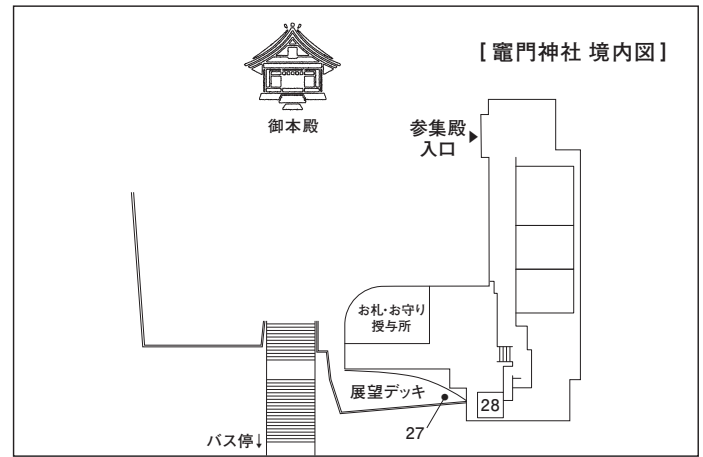 [ 竈門神社 境内図 ]
御本殿
参集殿
入口
お札・お守り
授与所
展望デッキ
28
27
バス停↓